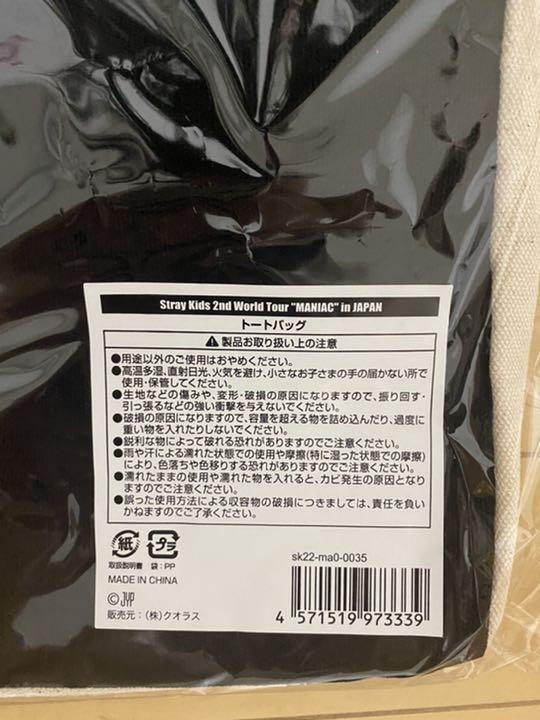 Stray Kids 2nd World Tour "MANIAC" in JAPAN
トートバッグ
⚠製品お取り扱い上の注意
●用途以外のご使用はおやめください。
●高温多湿、直射日光、火気を避け、小さなお子さまの手の届かない所で
使用・保管してください。
●生地などの傷みや、変形・破損の原因になりますので、振り回す・
引っ張るなどの強い衝撃を与えないでください。
●破損の原因になりますので、容量を超える物を詰め込んだり、過度に
重い物を入れたりしないでください。
●鋭利な物によって破れる恐れがありますのでご注意ください。
●雨や汗による濡れた状態での使用や摩擦(特に湿った状態での摩擦)
により、色落ちや色移りする恐れがありますのでご注意ください。
●濡れたままの使用や濡れた物を入れると、カビ発生の原因となり
ますのでご注意ください。
●誤った使用方法による収容物の破損につきましては、責任を負い
かねますのでご了承ください。
紙 プラ
取扱説明書 袋：PP
sk22-ma0-0035
MADE IN CHINA
©JYP
販売元：(株)クオラス
4 571519 973339